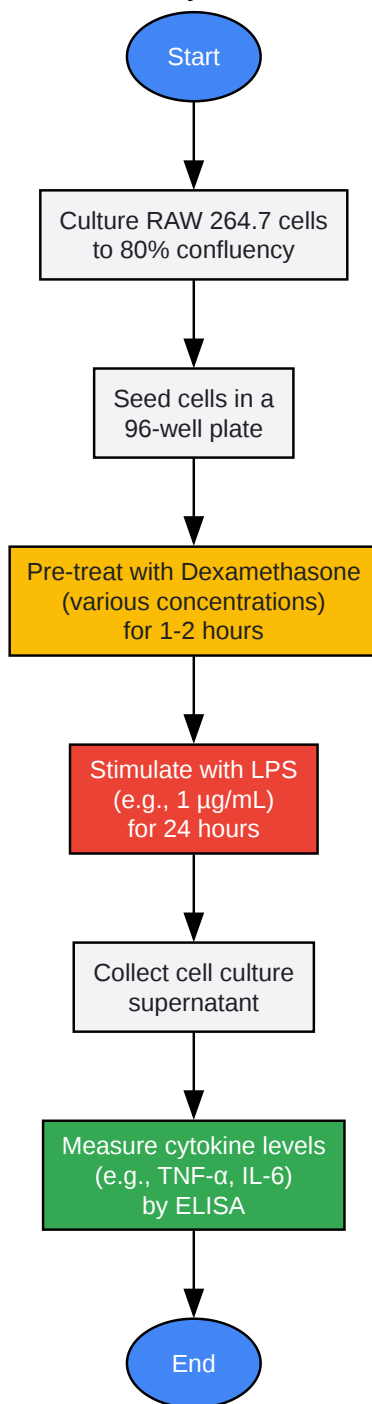 Start
Culture RAW 264.7 cells
to 80% confluency
Seed cells in a
96-well plate
Pre-treat with Dexamethasone
(various concentrations)
for 1-2 hours
Stimulate with LPS
(e.g., 1 µg/mL)
for 24 hours
Collect cell culture
supernatant
Measure cytokine levels
(e.g., TNF-α, IL-6)
by ELISA
End